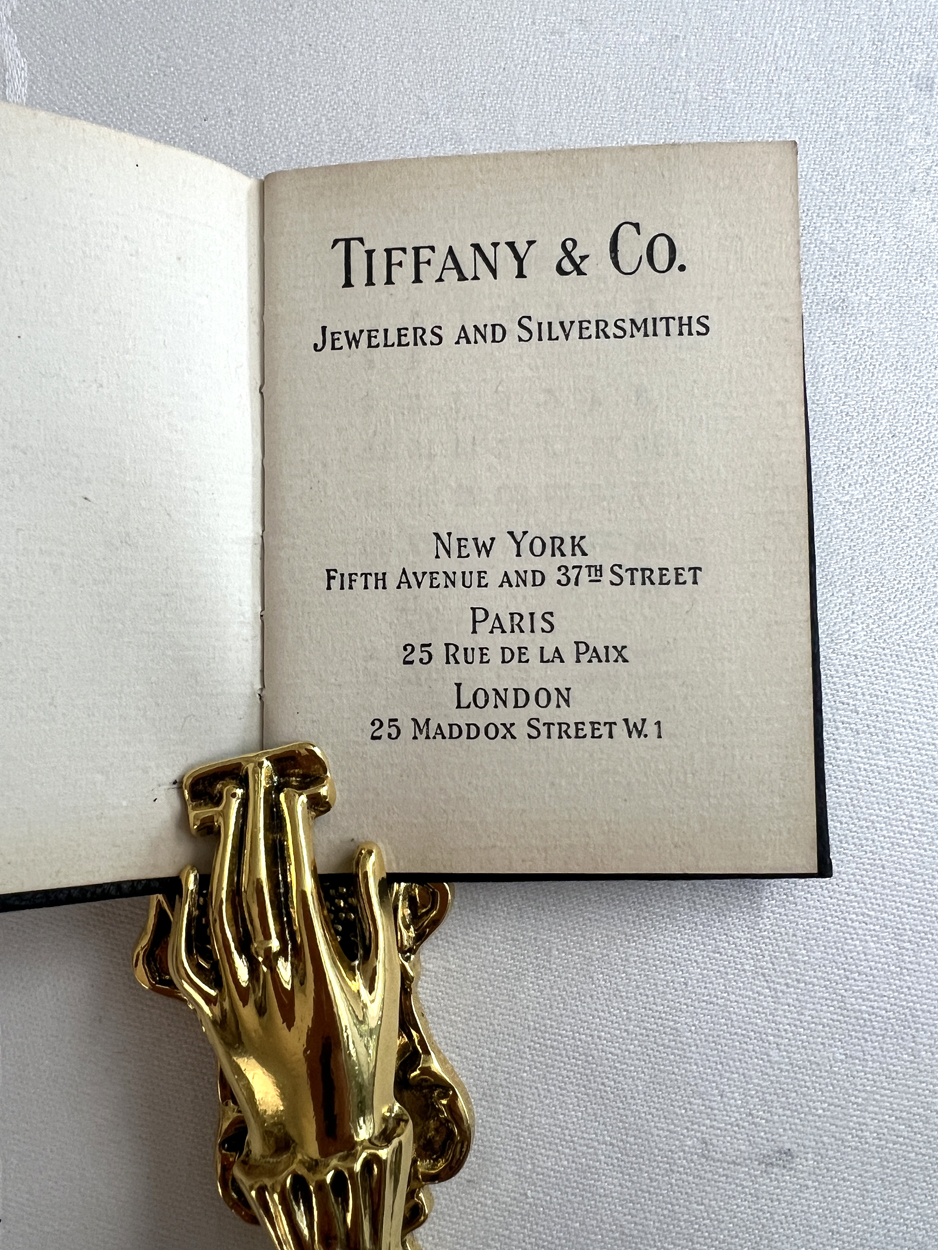 Tiffany & Co.
Jewelers and Silversmiths
New York
Fifth Avenue and 37th Street
Paris
25 Rue de la Paix
London
25 Maddox Street W.1